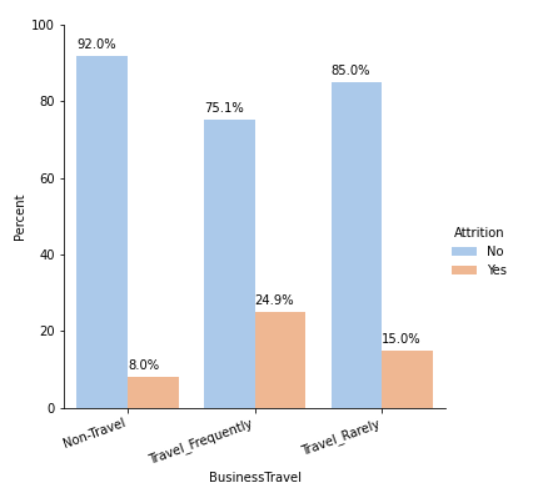 100
92.0%
85.0%
80
75.1%
60
Percent
Attrition
No
Yes
40
24.9%
20
15.0%
8.0%
0
Non-Travel
Travel_Frequently
Travel_Rarely
BusinessTravel